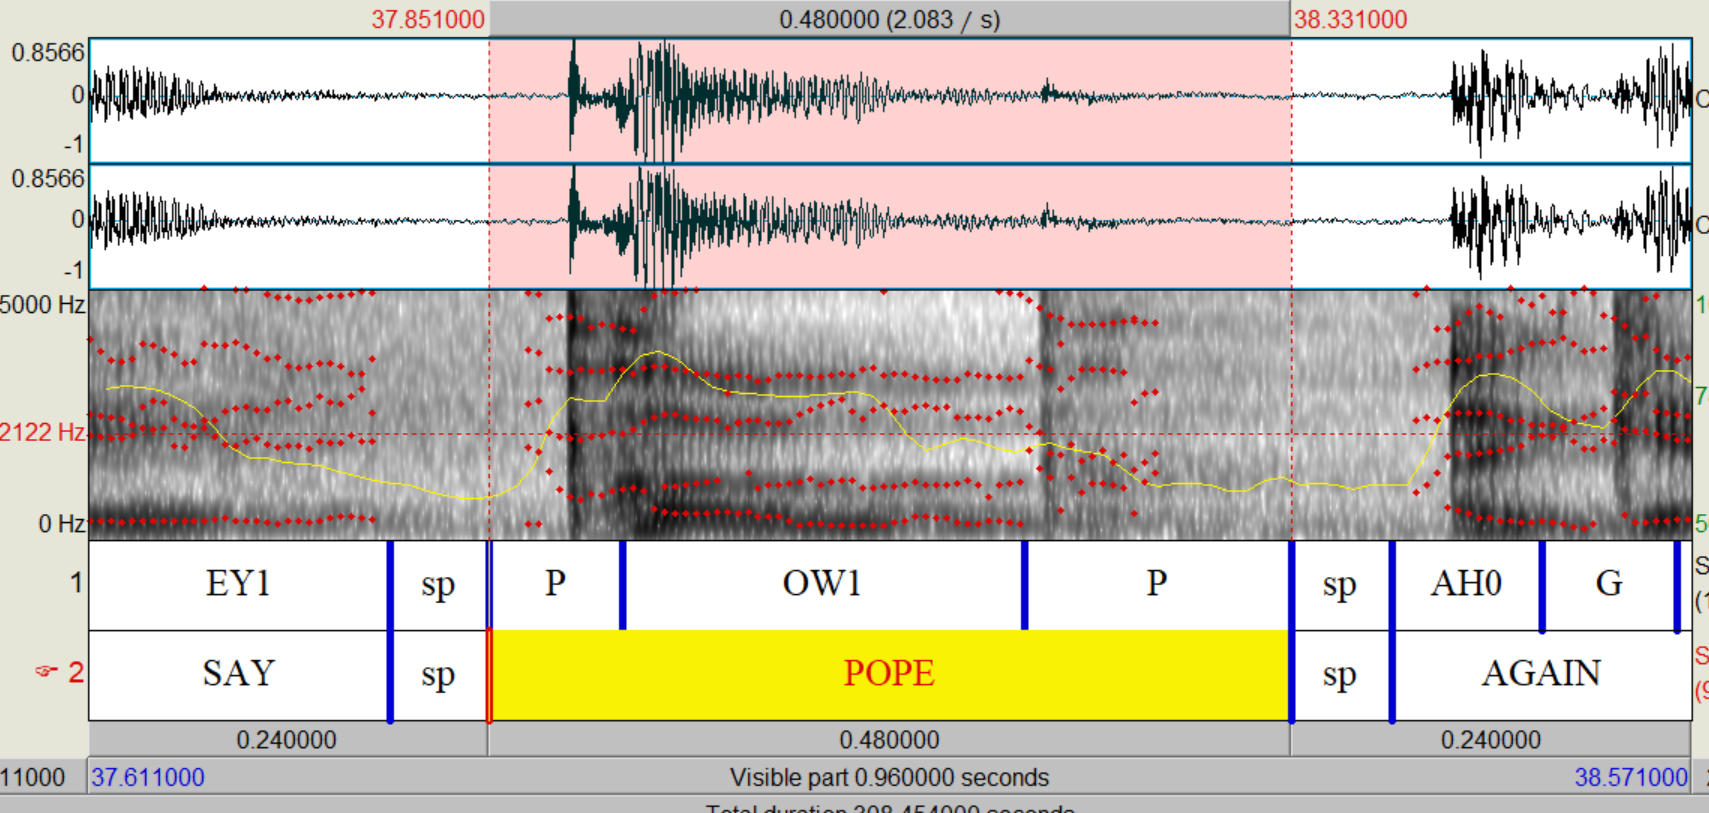 37.851000 0.480000 (2.083 / s) 38.331000
0.8566
0
-1
0.8566
0
-1
5000 Hz
2122 Hz
0 Hz
1 EY1 sp P OW1 P sp AH0 G
2 SAY sp POPE sp AGAIN
0.240000 0.480000 0.240000
11000 37.611000 Visible part 0.960000 seconds 38.571000